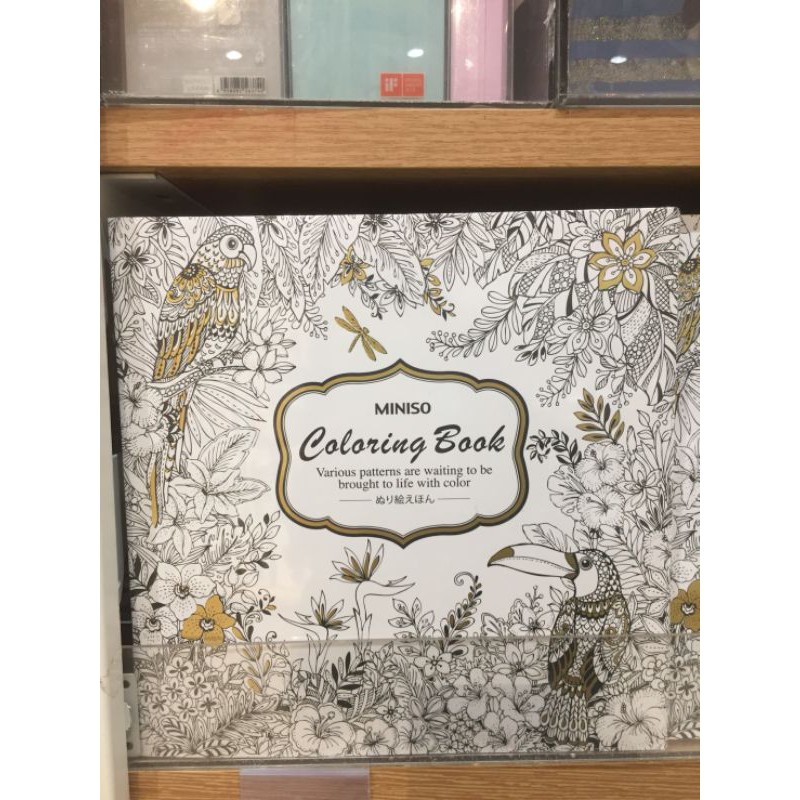 MINISO
Coloring Book
Various patterns are waiting to be
brought to life with color
ぬり絵えほん